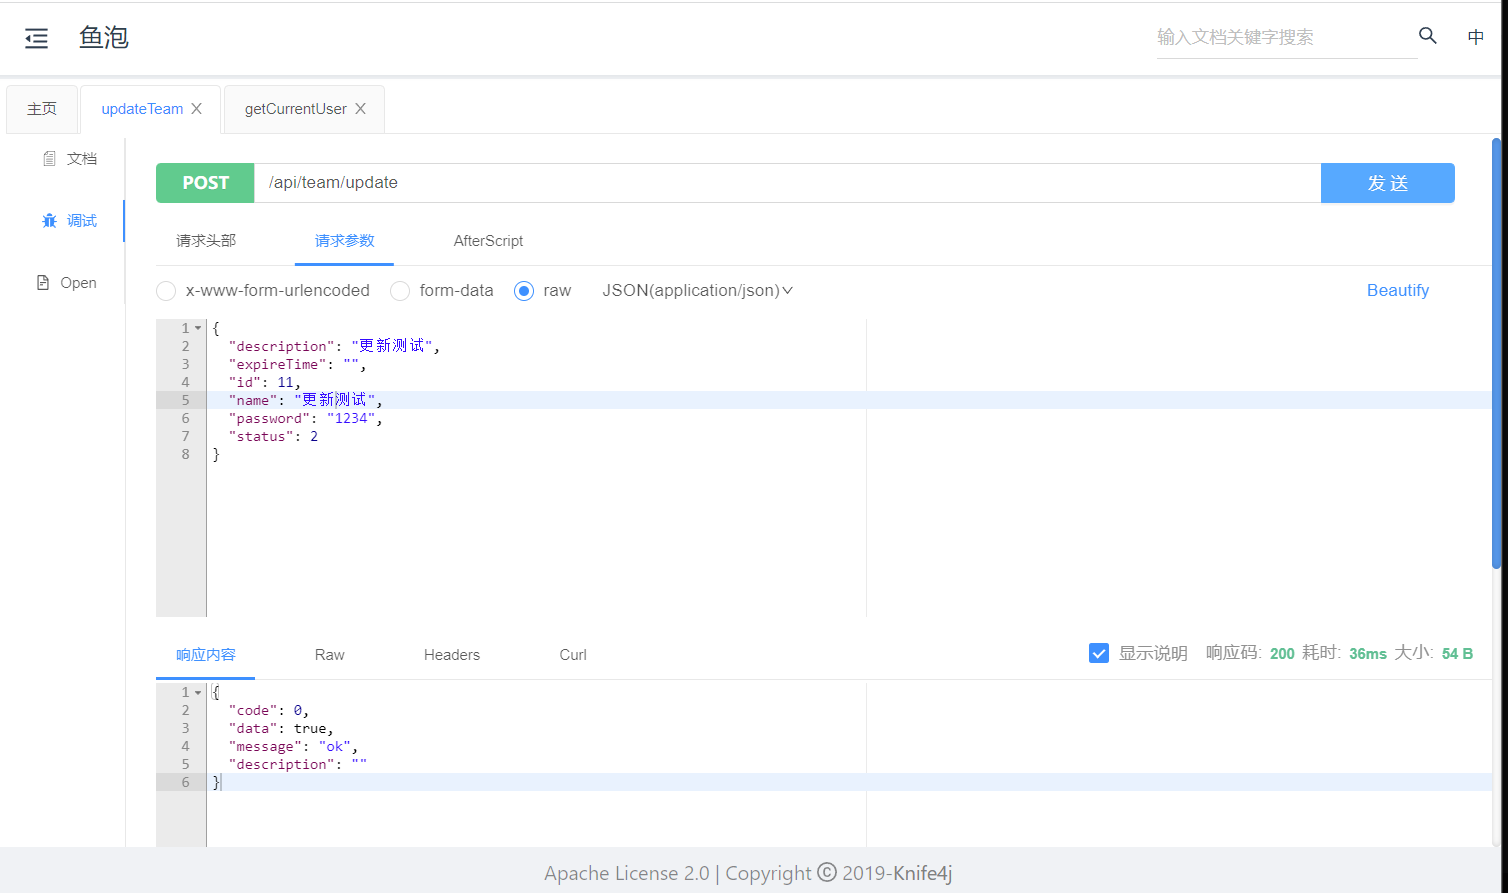 鱼泡
输入文档关键字搜索
中
主页
updateTeam
getCurrentUser
文档
调试
Open
POST
/api/team/update
发 送
请求头部
请求参数
AfterScript
x-www-form-urlencoded
form-data
raw
JSON(application/json)
Beautify
1 {
2 "description": "更新测试",
3 "expireTime": "",
4 "id": 11,
5 "name": "更新测试",
6 "password": "1234",
7 "status": 2
8 }
响应内容
Raw
Headers
Curl
显示说明
响应码: 200 耗时: 36ms 大小: 54 B
1 {
2 "code": 0,
3 "data": true,
4 "message": "ok",
5 "description": ""
6 }
Apache License 2.0 | Copyright © 2019-Knife4j